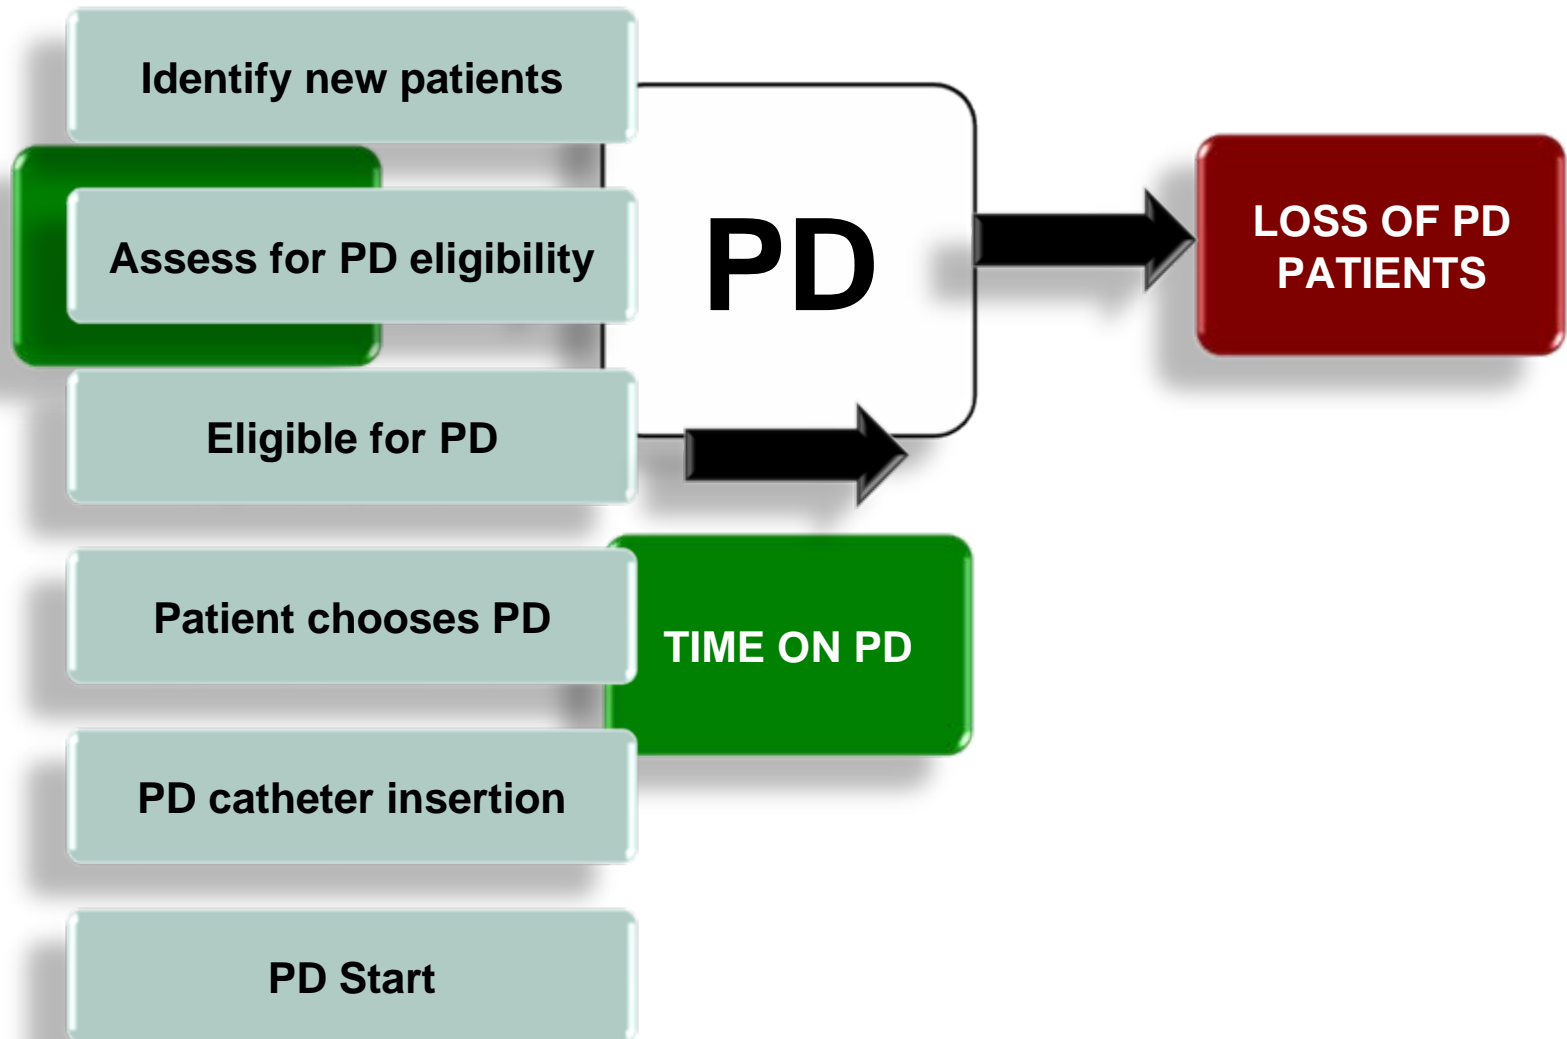 Identify new patients
Assess for PD eligibility
Eligible for PD
Patient chooses PD
PD catheter insertion
PD Start
PD
TIME ON PD
LOSS OF PD
PATIENTS